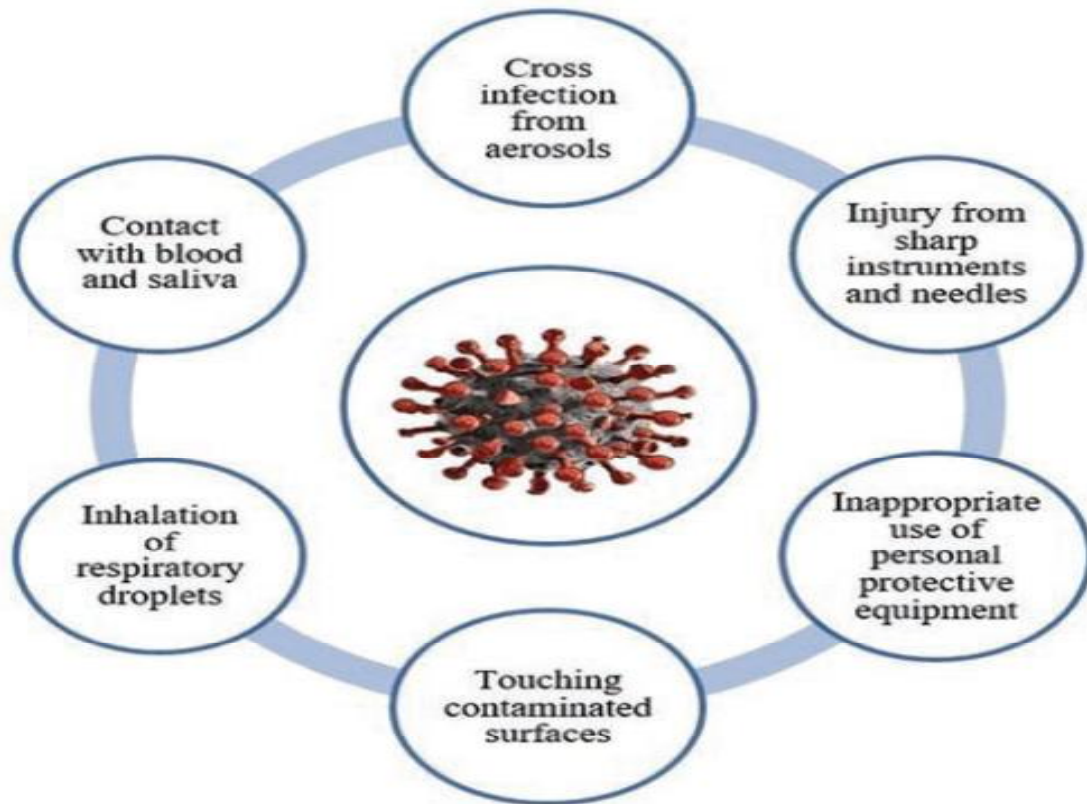 Cross
infection
from
aerosols
Injury from
sharp
instruments
and needles
Inappropriate
use of
personal
protective
equipment
Touching
contaminated
surfaces
Inhalation
of
respiratory
droplets
Contact
with blood
and saliva